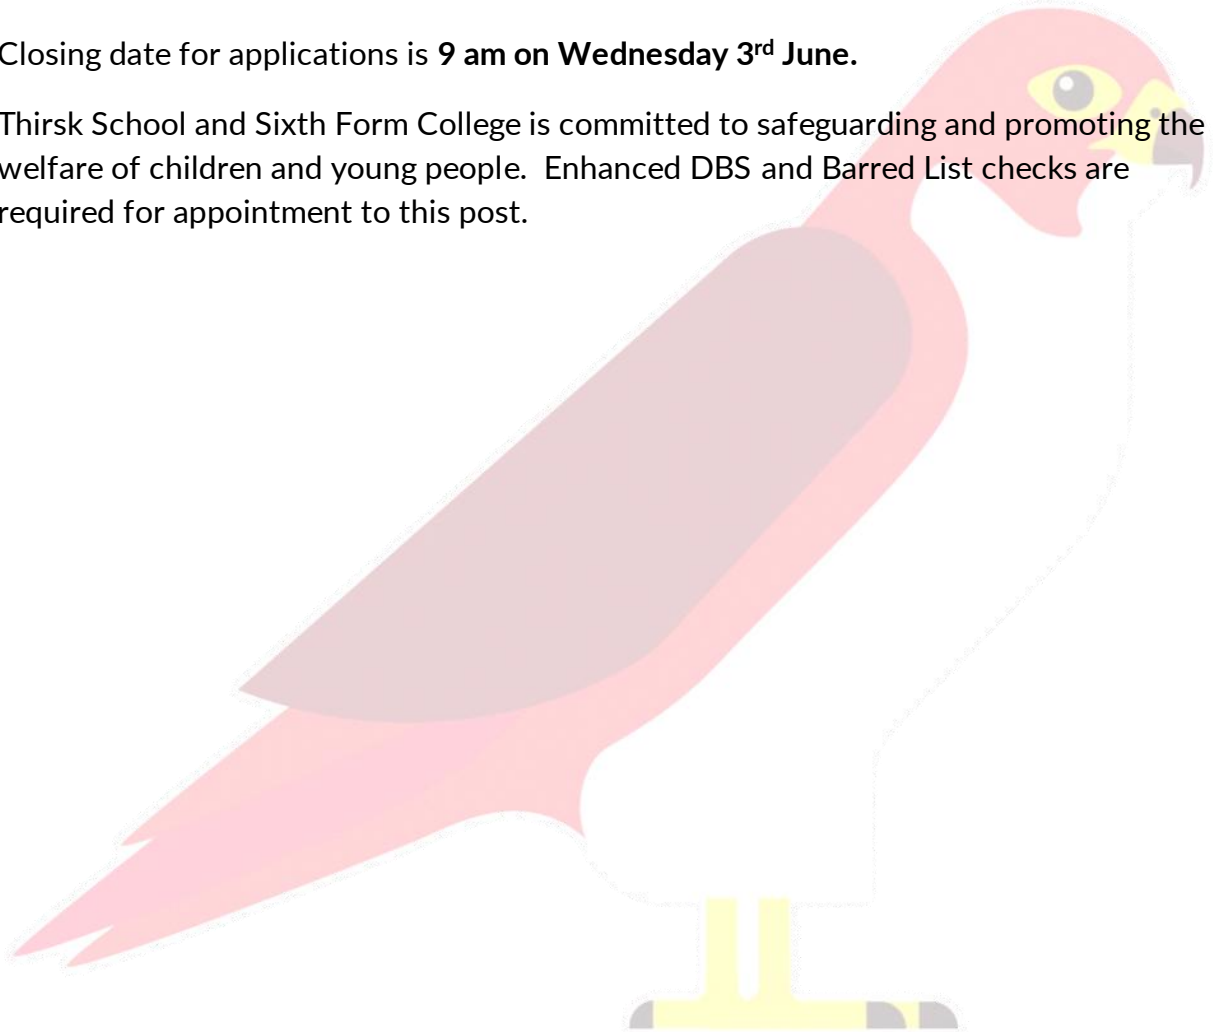 Closing date for applications is 9 am on Wednesday 3rd June.
Thirsk School and Sixth Form College is committed to safeguarding and promoting the
welfare of children and young people.  Enhanced DBS and Barred List checks are
required for appointment to this post.